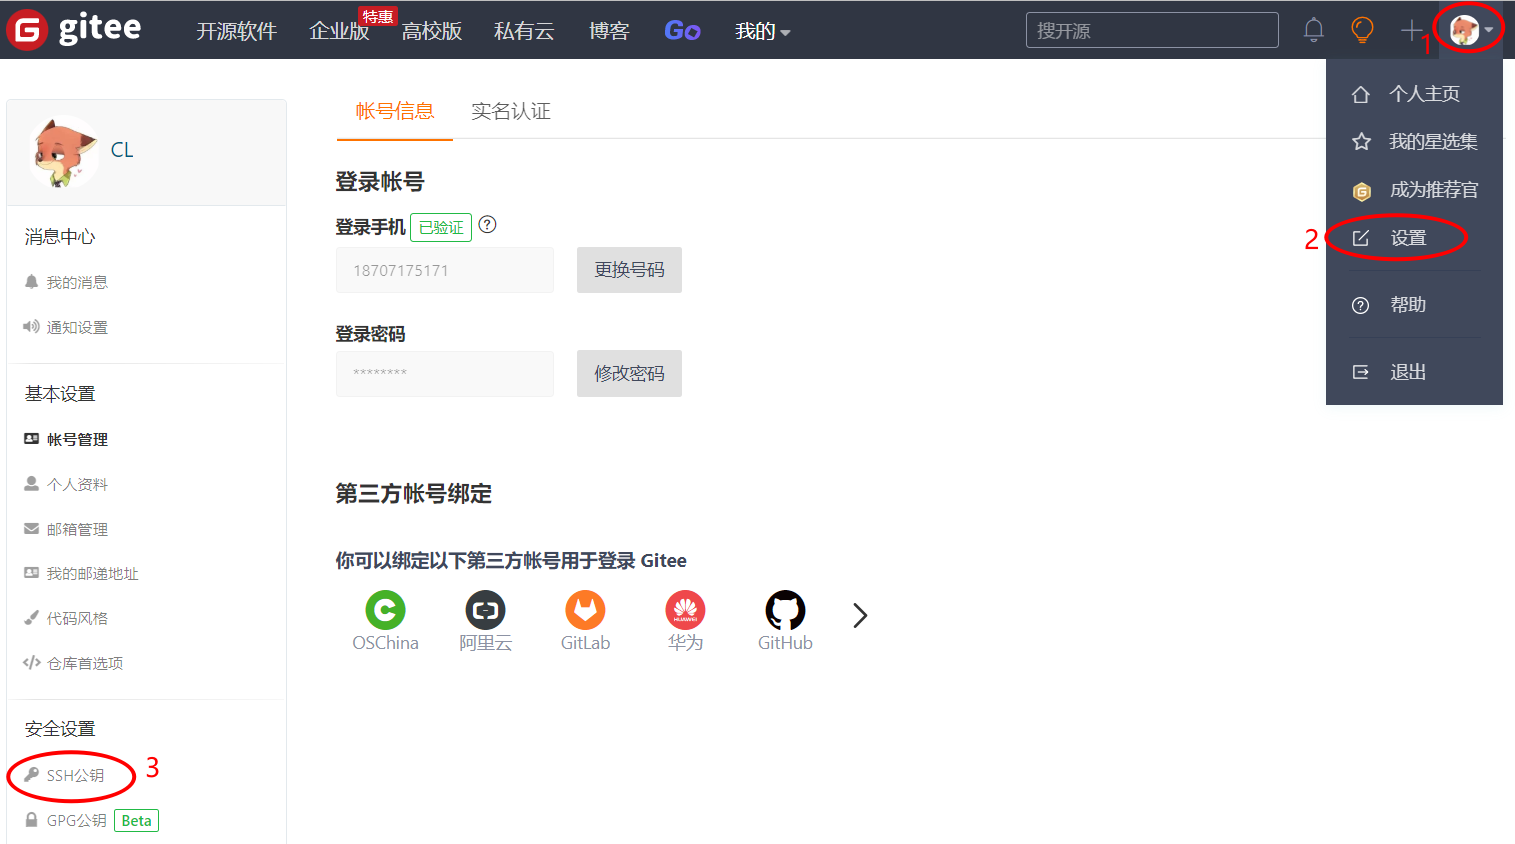 gitee 开源软件 企业版 特惠 高校版 私有云 博客 Go 我的 搜开源 1
个人主页
我的星选集
成为推荐官
2 设置
帮助
退出
CL
消息中心
我的消息
通知设置
基本设置
帐号管理
个人资料
邮箱管理
我的邮递地址
代码风格
仓库首选项
安全设置
SSH公钥 3
GPG公钥 Beta
帐号信息 实名认证
登录帐号
登录手机 已验证
18707175171 更换号码
登录密码
******** 修改密码
第三方帐号绑定
你可以绑定以下第三方帐号用于登录 Gitee
HUAWEI
OSChina 阿里云 GitLab 华为 GitHub